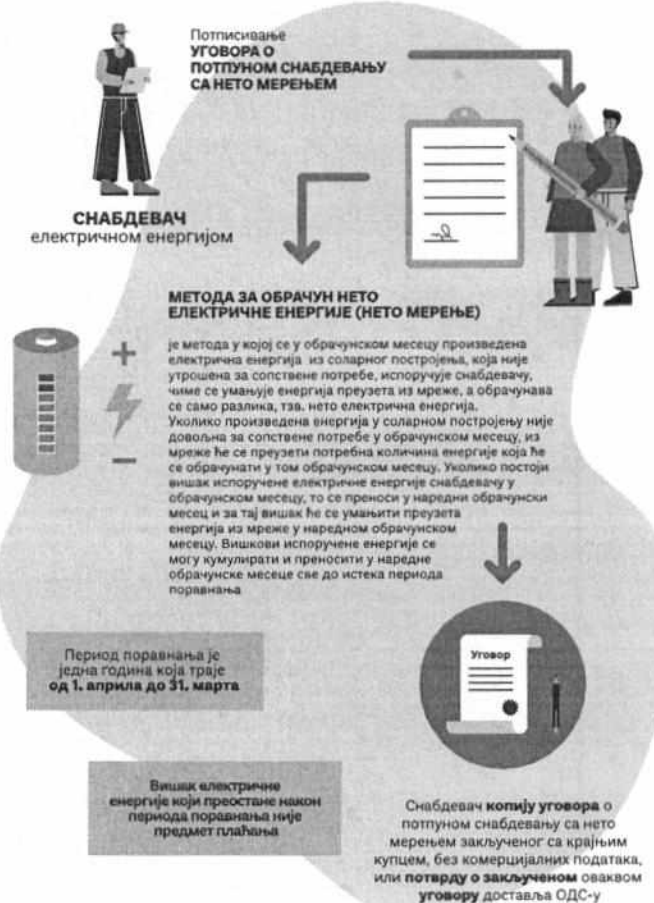 Потписивање
УГОВОРА О
ПОТПУНОМ СНАБДЕВАЊУ
СА НЕТО МЕРЕЊЕМ
СНАБДЕВАЧ
електричном енергијом
МЕТОДА ЗА ОБРАЧУН НЕТО
ЕЛЕКТРИЧНЕ ЕНЕРГИЈЕ (НЕТО МЕРЕЊЕ)
је метода у којој се у обрачунском месецу произведена
електрична енергија из соларног постројења, која није
утрошена за сопствене потребе, испоручује снабдевачу,
чиме се умањује енергија преузета из мреже, а обрачунава
се само разлика, тзв. нето електрична енергија.
Уколико произведена енергија у соларном постројењу није
довољна за сопствене потребе у обрачунском месецу, из
мреже ће се преузети потребна количина енергије која ће
се обрачунати у том обрачунском месецу. Уколико постоји
вишак испоручене електричне енергије снабдевачу у
обрачунском месецу, то се преноси у наредни обрачунски
месец и за тај вишак ће се умањити преузета
енергија из мреже у наредном обрачунском
месецу. Вишкови испоручене енергије се
могу кумулирати и преносити у наредне
обрачунске месеце све до истека периода
поравнања
Период поравнања је
једна година која траје
од 1. априла до 31. марта
Уговор
Вишак електричне
енергије који преостане након
периода поравнања није
предмет плаћања
Снабдевач копију уговора о
потпуном снабдевању са нето
мерењем закљученог са крајњим
купцем, без комерцијалних података,
или потврду о закљученом оваквом
уговору доставља ОДС-у